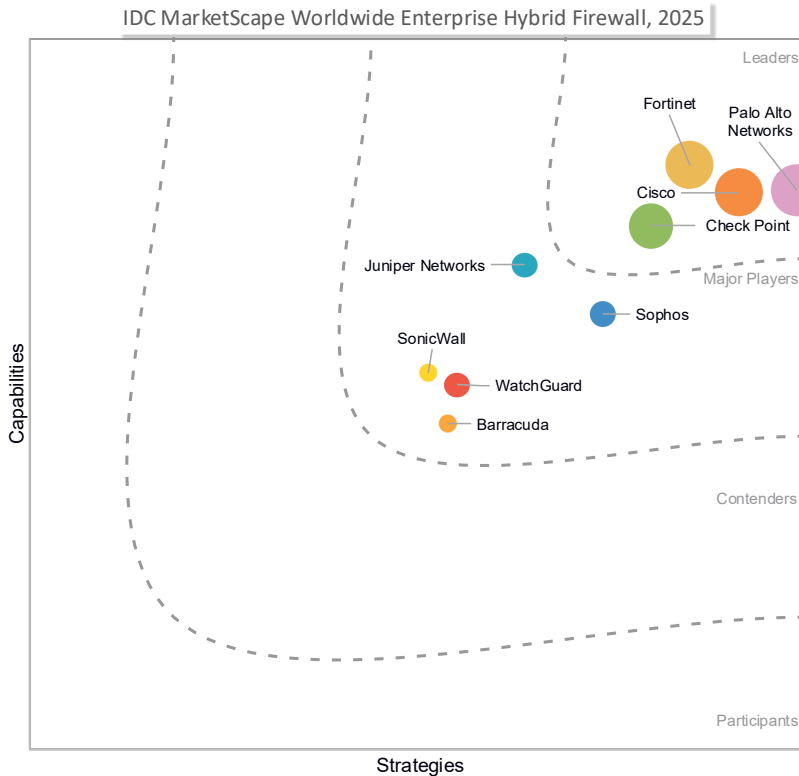 IDC MarketScape Worldwide Enterprise Hybrid Firewall, 2025
Leaders
Fortinet
Palo Alto
Networks
Cisco
Check Point
Juniper Networks
Major Players
Sophos
SonicWall
WatchGuard
Barracuda
Capabilities
Contenders
Participants
Strategies